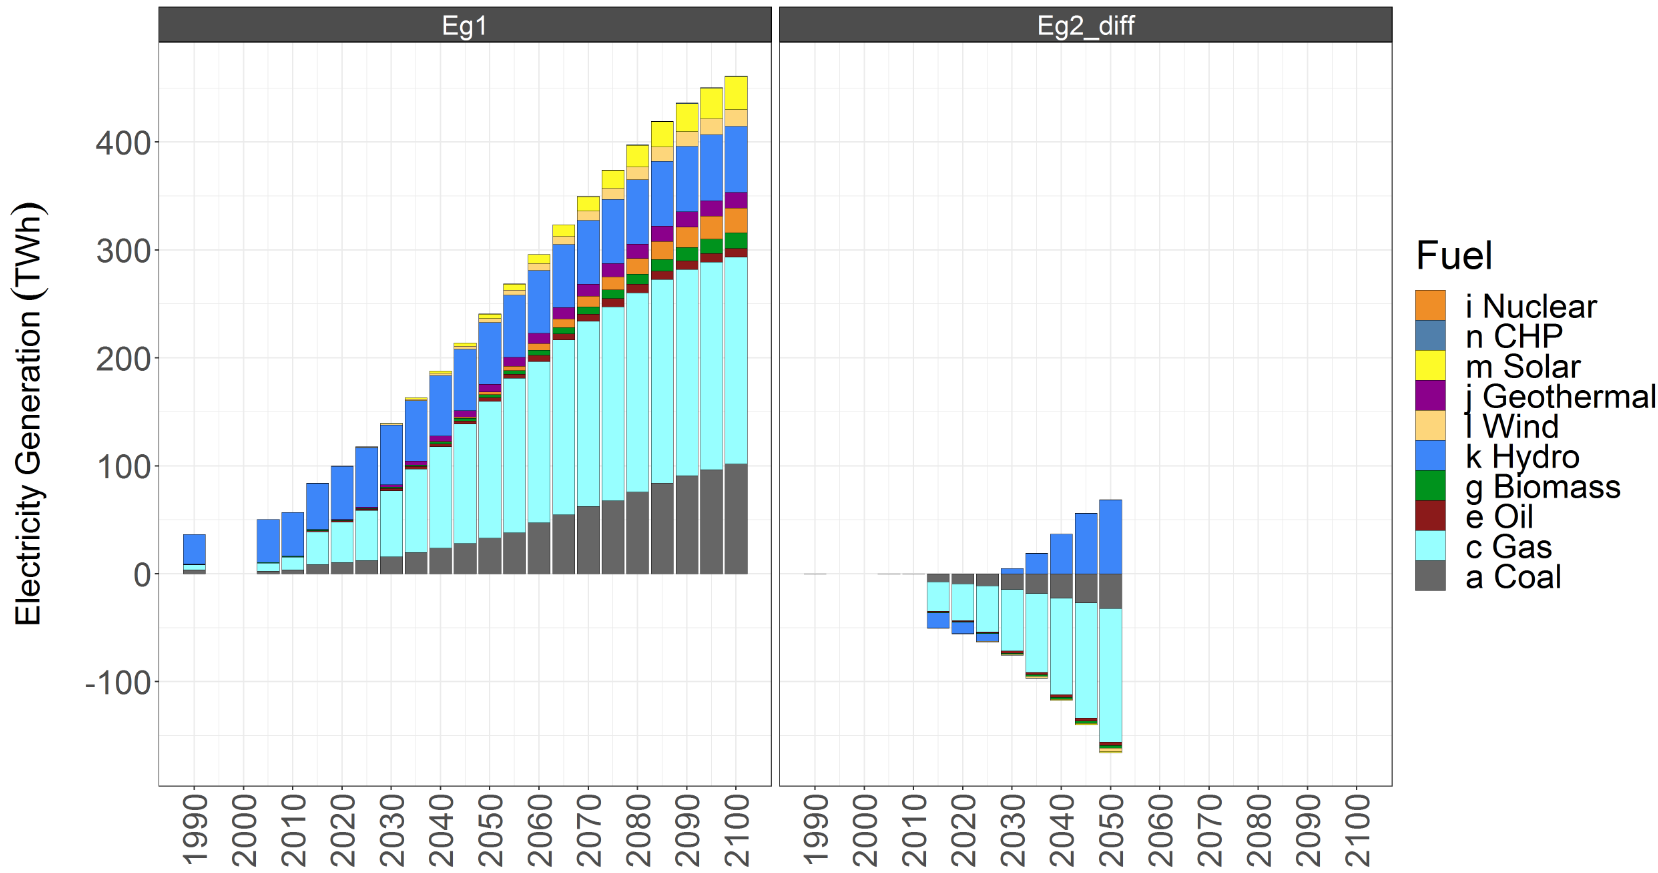 Eg1
Eg2_diff
Electricity Generation (TWh)
400
300
200
100
0
-100
1990
2000
2010
2020
2030
2040
2050
2060
2070
2080
2090
2100
1990
2000
2010
2020
2030
2040
2050
2060
2070
2080
2090
2100
Fuel
i Nuclear
n CHP
m Solar
j Geothermal
l Wind
k Hydro
g Biomass
e Oil
c Gas
a Coal